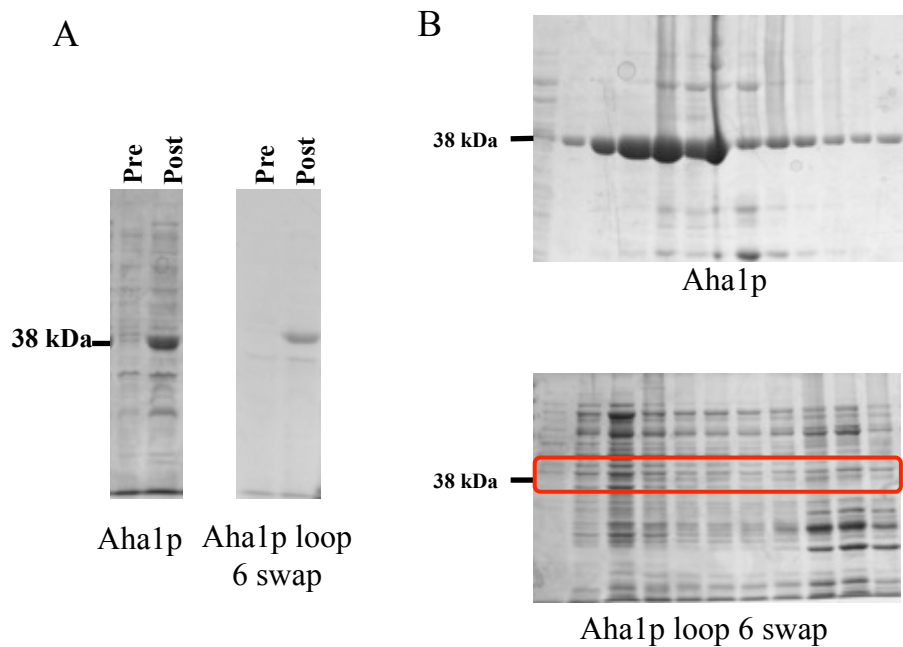 A
Pre
Post
Pre
Post
38 kDa
Aha1p
Aha1p loop
6 swap
B
38 kDa
Aha1p
38 kDa
Aha1p loop 6 swap